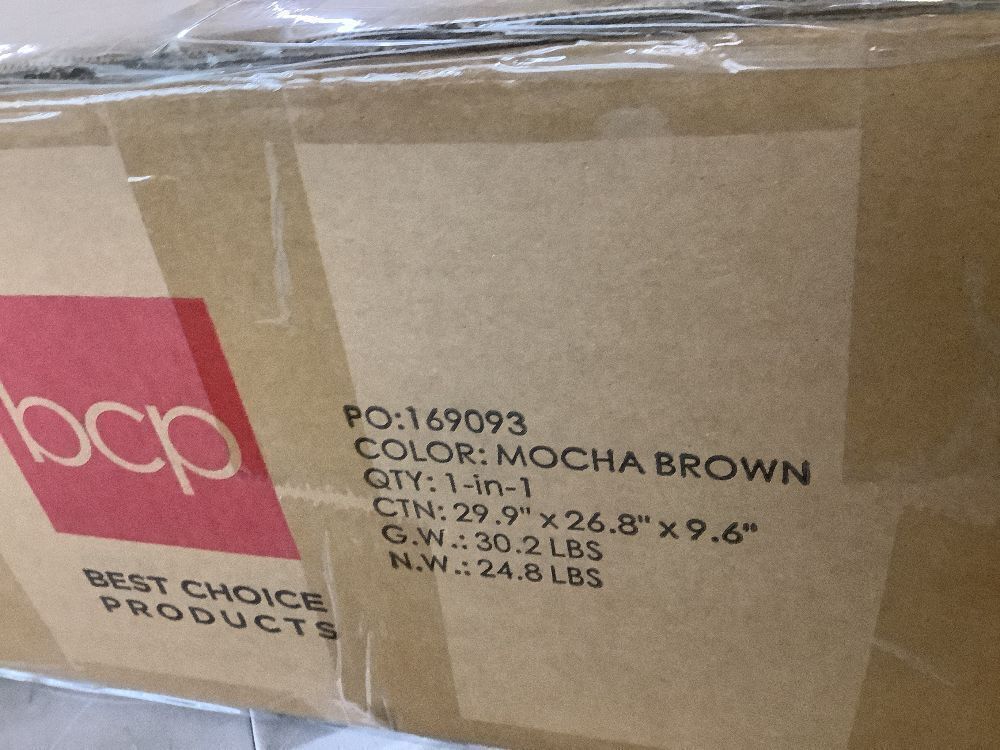 bcp
BEST CHOICE
PRODUCTS
PO:169093
COLOR: MOCHA BROWN
QTY: 1-in-1
CTN: 29.9" x 26.8" x 9.6"
G.W.: 30.2 LBS
N.W.: 24.8 LBS